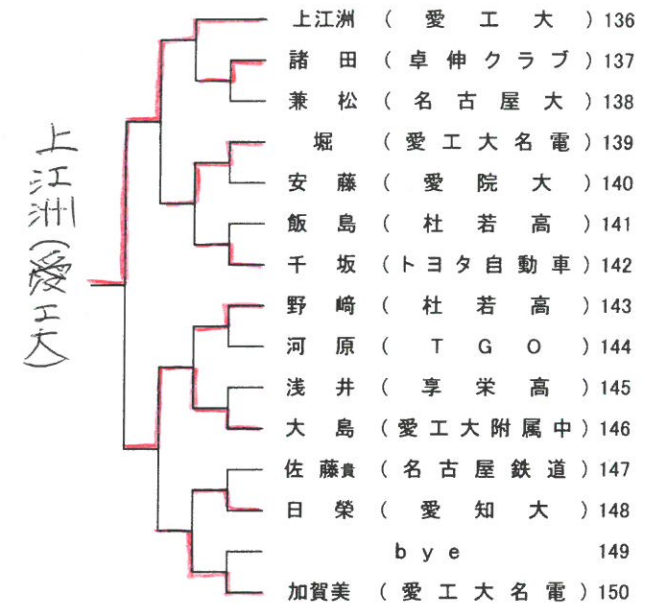 上江洲(愛工大)
上江洲 ( 愛 工 大 ) 136
諸 田 ( 卓 伸 ク ラ ブ ) 137
兼 松 ( 名 古 屋 大 ) 138
堀 ( 愛 工 大 名 電 ) 139
安 藤 ( 愛 院 大 ) 140
飯 島 ( 杜 若 高 ) 141
千 坂 ( ト ヨ タ 自 動 車 ) 142
野 﨑 ( 杜 若 高 ) 143
河 原 ( T G O ) 144
浅 井 ( 享 栄 高 ) 145
大 島 ( 愛 工 大 附 属 中 ) 146
佐 藤貴 ( 名 古 屋 鉄 道 ) 147
日 榮 ( 愛 知 大 ) 148
b y e 149
加賀美 ( 愛 工 大 名 電 ) 150